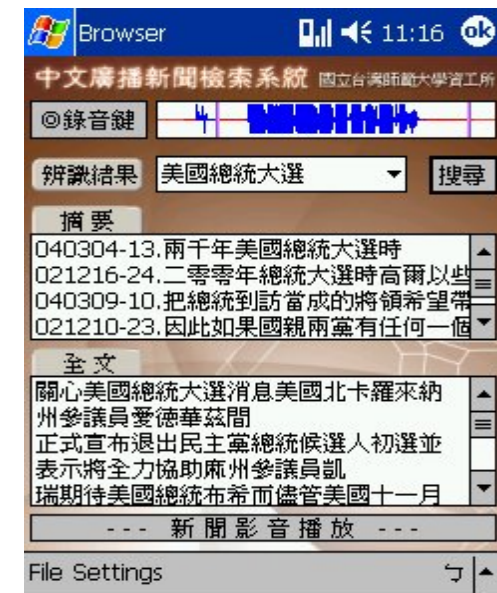 Browser 11:16 ok
中文廣播新聞檢索系統 國立台灣師範大學資工所
◎錄音鍵
辨識結果 美國總統大選 搜尋
摘要
040304-13.兩千年美國總統大選時
021216-24.二零零年總統大選時高爾以些
040309-10.把總統到訪當成的將領希望帶
021210-23.因此如果國親兩黨有任何一個
全文
關心美國總統大選消息美國北卡羅來納
州參議員愛德華茲間
正式宣布退出民主黨總統候選人初選並
表示將全力協助麻州參議員凱
瑞期待美國總統布希而儘管美國十一月
--- 新聞影音播放 ---
File Settings ㄅ